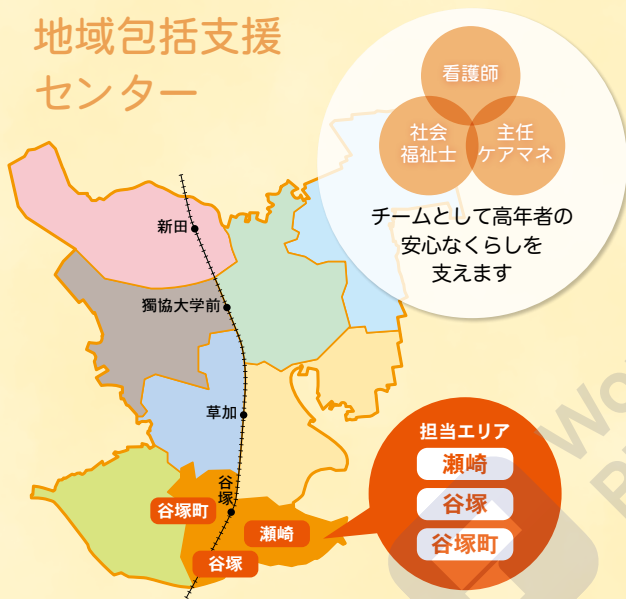 地域包括支援
センター
看護師
社会
福祉士
主任
ケアマネ
チームとして高年者の
安心なくらしを
支えます
新田
獨協大学前
草加
谷塚
谷塚町
瀬崎
谷塚
担当エリア
瀬崎
谷塚
谷塚町